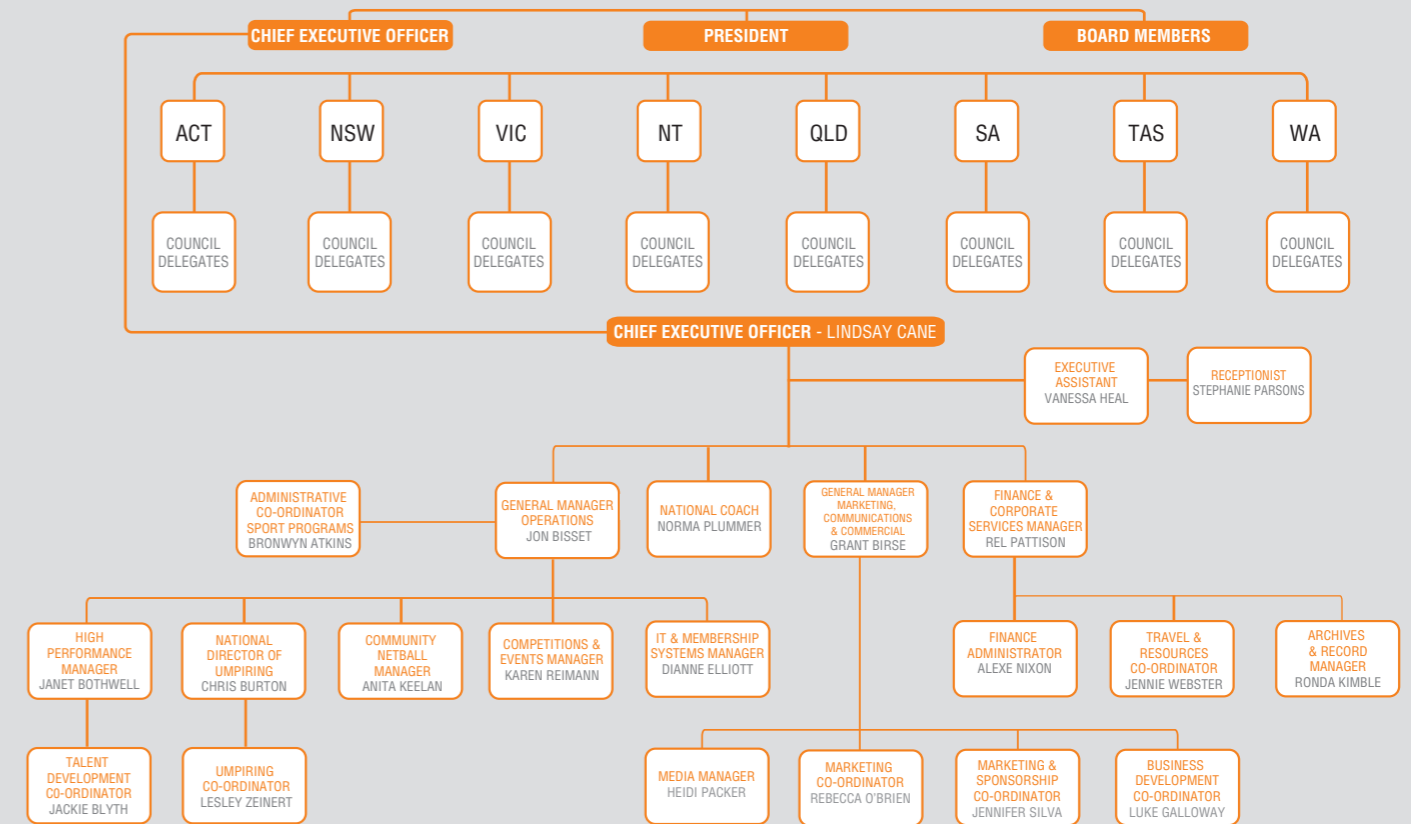 CHIEF EXECUTIVE OFFICER
PRESIDENT
BOARD MEMBERS
ACT
NSW
VIC
NT
QLD
SA
TAS
WA
COUNCIL
DELEGATES
COUNCIL
DELEGATES
COUNCIL
DELEGATES
COUNCIL
DELEGATES
COUNCIL
DELEGATES
COUNCIL
DELEGATES
COUNCIL
DELEGATES
COUNCIL
DELEGATES
CHIEF EXECUTIVE OFFICER - LINDSAY CANE
EXECUTIVE
ASSISTANT
VANESSA HEAL
RECEPTIONIST
STEPHANIE PARSONS
ADMINISTRATIVE
CO-ORDINATOR
SPORT PROGRAMS
BRONWYN ATKINS
GENERAL MANAGER
OPERATIONS
JON BISSET
NATIONAL COACH
NORMA PLUMMER
GENERAL MANAGER
MARKETING,
COMMUNICATIONS
& COMMERCIAL
GRANT BIRSE
FINANCE &
CORPORATE
SERVICES MANAGER
REL PATTISON
HIGH
PERFORMANCE
MANAGER
JANET BOTHWELL
NATIONAL
DIRECTOR OF
UMPIRING
CHRIS BURTON
COMMUNITY
NETBALL
MANAGER
ANITA KEELAN
COMPETITIONS &
EVENTS MANAGER
KAREN REIMANN
IT & MEMBERSHIP
SYSTEMS MANAGER
DIANNE ELLIOTT
FINANCE
ADMINISTRATOR
ALEXE NIXON
TRAVEL &
RESOURCES
CO-ORDINATOR
JENNIE WEBSTER
ARCHIVES
& RECORD
MANAGER
RONDA KIMBLE
TALENT
DEVELOPMENT
CO-ORDINATOR
JACKIE BLYTH
UMPIRING
CO-ORDINATOR
LESLEY ZEINERT
MEDIA MANAGER
HEIDI PACKER
MARKETING
CO-ORDINATOR
REBECCA O'BRIEN
MARKETING &
SPONSORSHIP
CO-ORDINATOR
JENNIFER SILVA
BUSINESS
DEVELOPMENT
CO-ORDINATOR
LUKE GALLOWAY